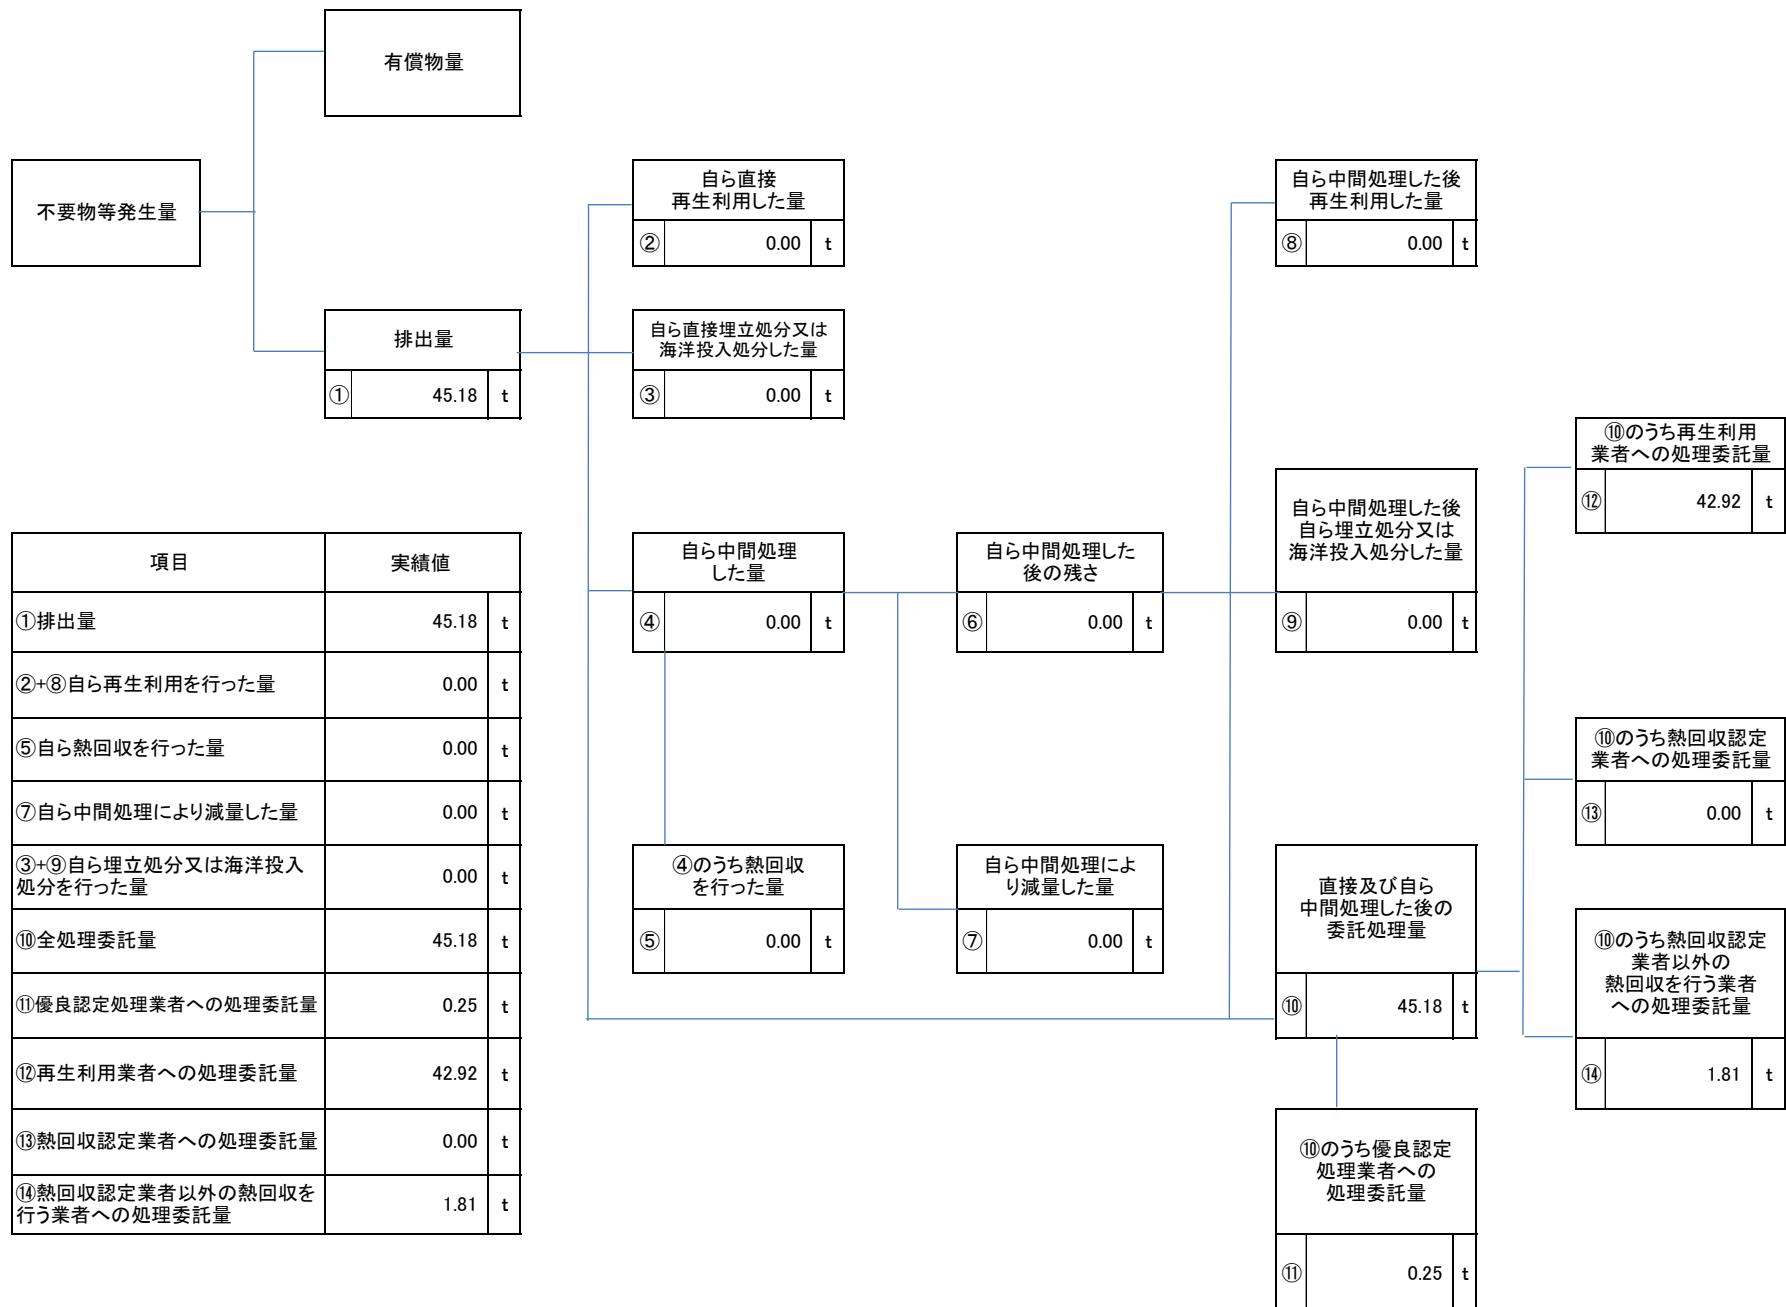 有償物量
不要物等発生量
排出量
① 45.18 t
自ら直接
再生利用した量
② 0.00 t
自ら直接埋立処分又は
海洋投入処分した量
③ 0.00 t
自ら中間処理した後
再生利用した量
⑧ 0.00 t
⑩のうち再生利用
業者への処理委託量
⑫ 42.92 t
自ら中間処理
した量
④ 0.00 t
自ら中間処理した
後の残さ
⑥ 0.00 t
自ら中間処理した後
自ら埋立処分又は
海洋投入処分した量
⑨ 0.00 t
⑩のうち熱回収認定
業者への処理委託量
⑬ 0.00 t
④のうち熱回収
を行った量
⑤ 0.00 t
自ら中間処理によ
り減量した量
⑦ 0.00 t
直接及び自ら
中間処理した後の
委託処理量
⑩ 45.18 t
⑩のうち熱回収認定
業者以外の
熱回収を行う業者
への処理委託量
⑭ 1.81 t
⑩のうち優良認定
処理業者への
処理委託量
⑪ 0.25 t
項目 実績値
①排出量 45.18 t
②+⑧自ら再生利用を行った量 0.00 t
⑤自ら熱回収を行った量 0.00 t
⑦自ら中間処理により減量した量 0.00 t
③+⑨自ら埋立処分又は海洋投入
処分を行った量 0.00 t
⑩全処理委託量 45.18 t
⑪優良認定処理業者への処理委託量 0.25 t
⑫再生利用業者への処理委託量 42.92 t
⑬熱回収認定業者への処理委託量 0.00 t
⑭熱回収認定業者以外の熱回収を
行う業者への処理委託量 1.81 t